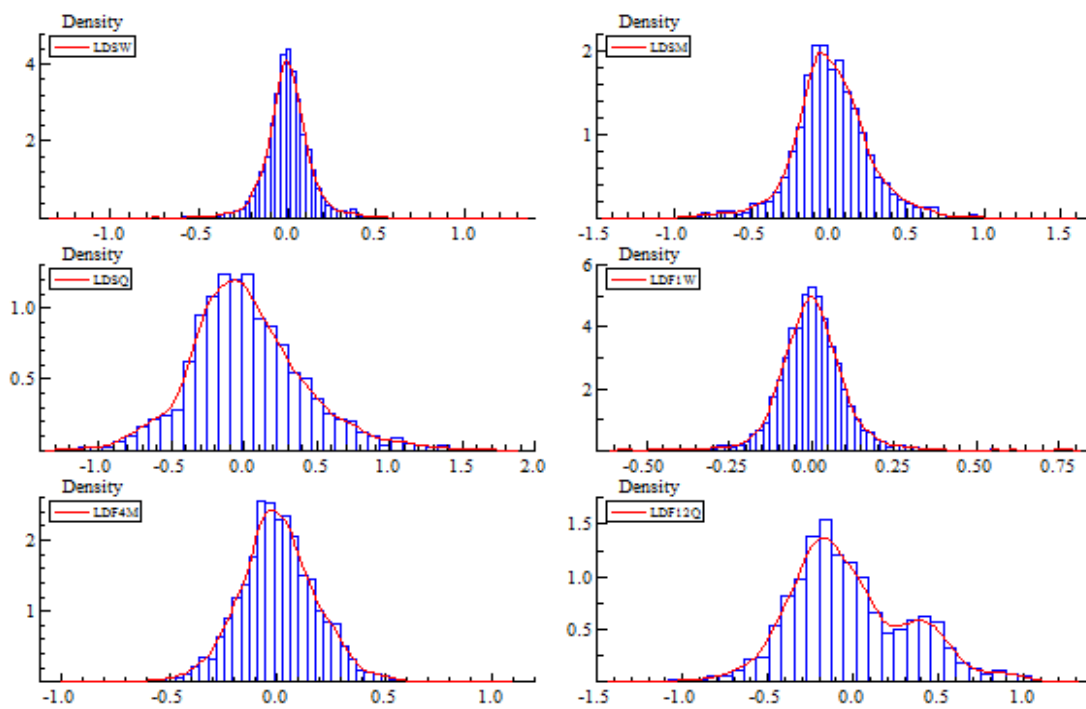 Density
LDSW
4
2
-1.0 -0.5 0.0 0.5 1.0
Density
LDSM
2
1
-1.5 -1.0 -0.5 0.0 0.5 1.0 1.5
Density
LDSQ
1.0
0.5
-1.0 -0.5 0.0 0.5 1.0 1.5 2.0
Density
LDF1W
6
4
2
-0.50 -0.25 0.00 0.25 0.50 0.75
Density
LDF4M
2
1
-1.0 -0.5 0.0 0.5 1.0
Density
LDF12Q
1.5
1.0
0.5
-1.5 -1.0 -0.5 0.0 0.5 1.0